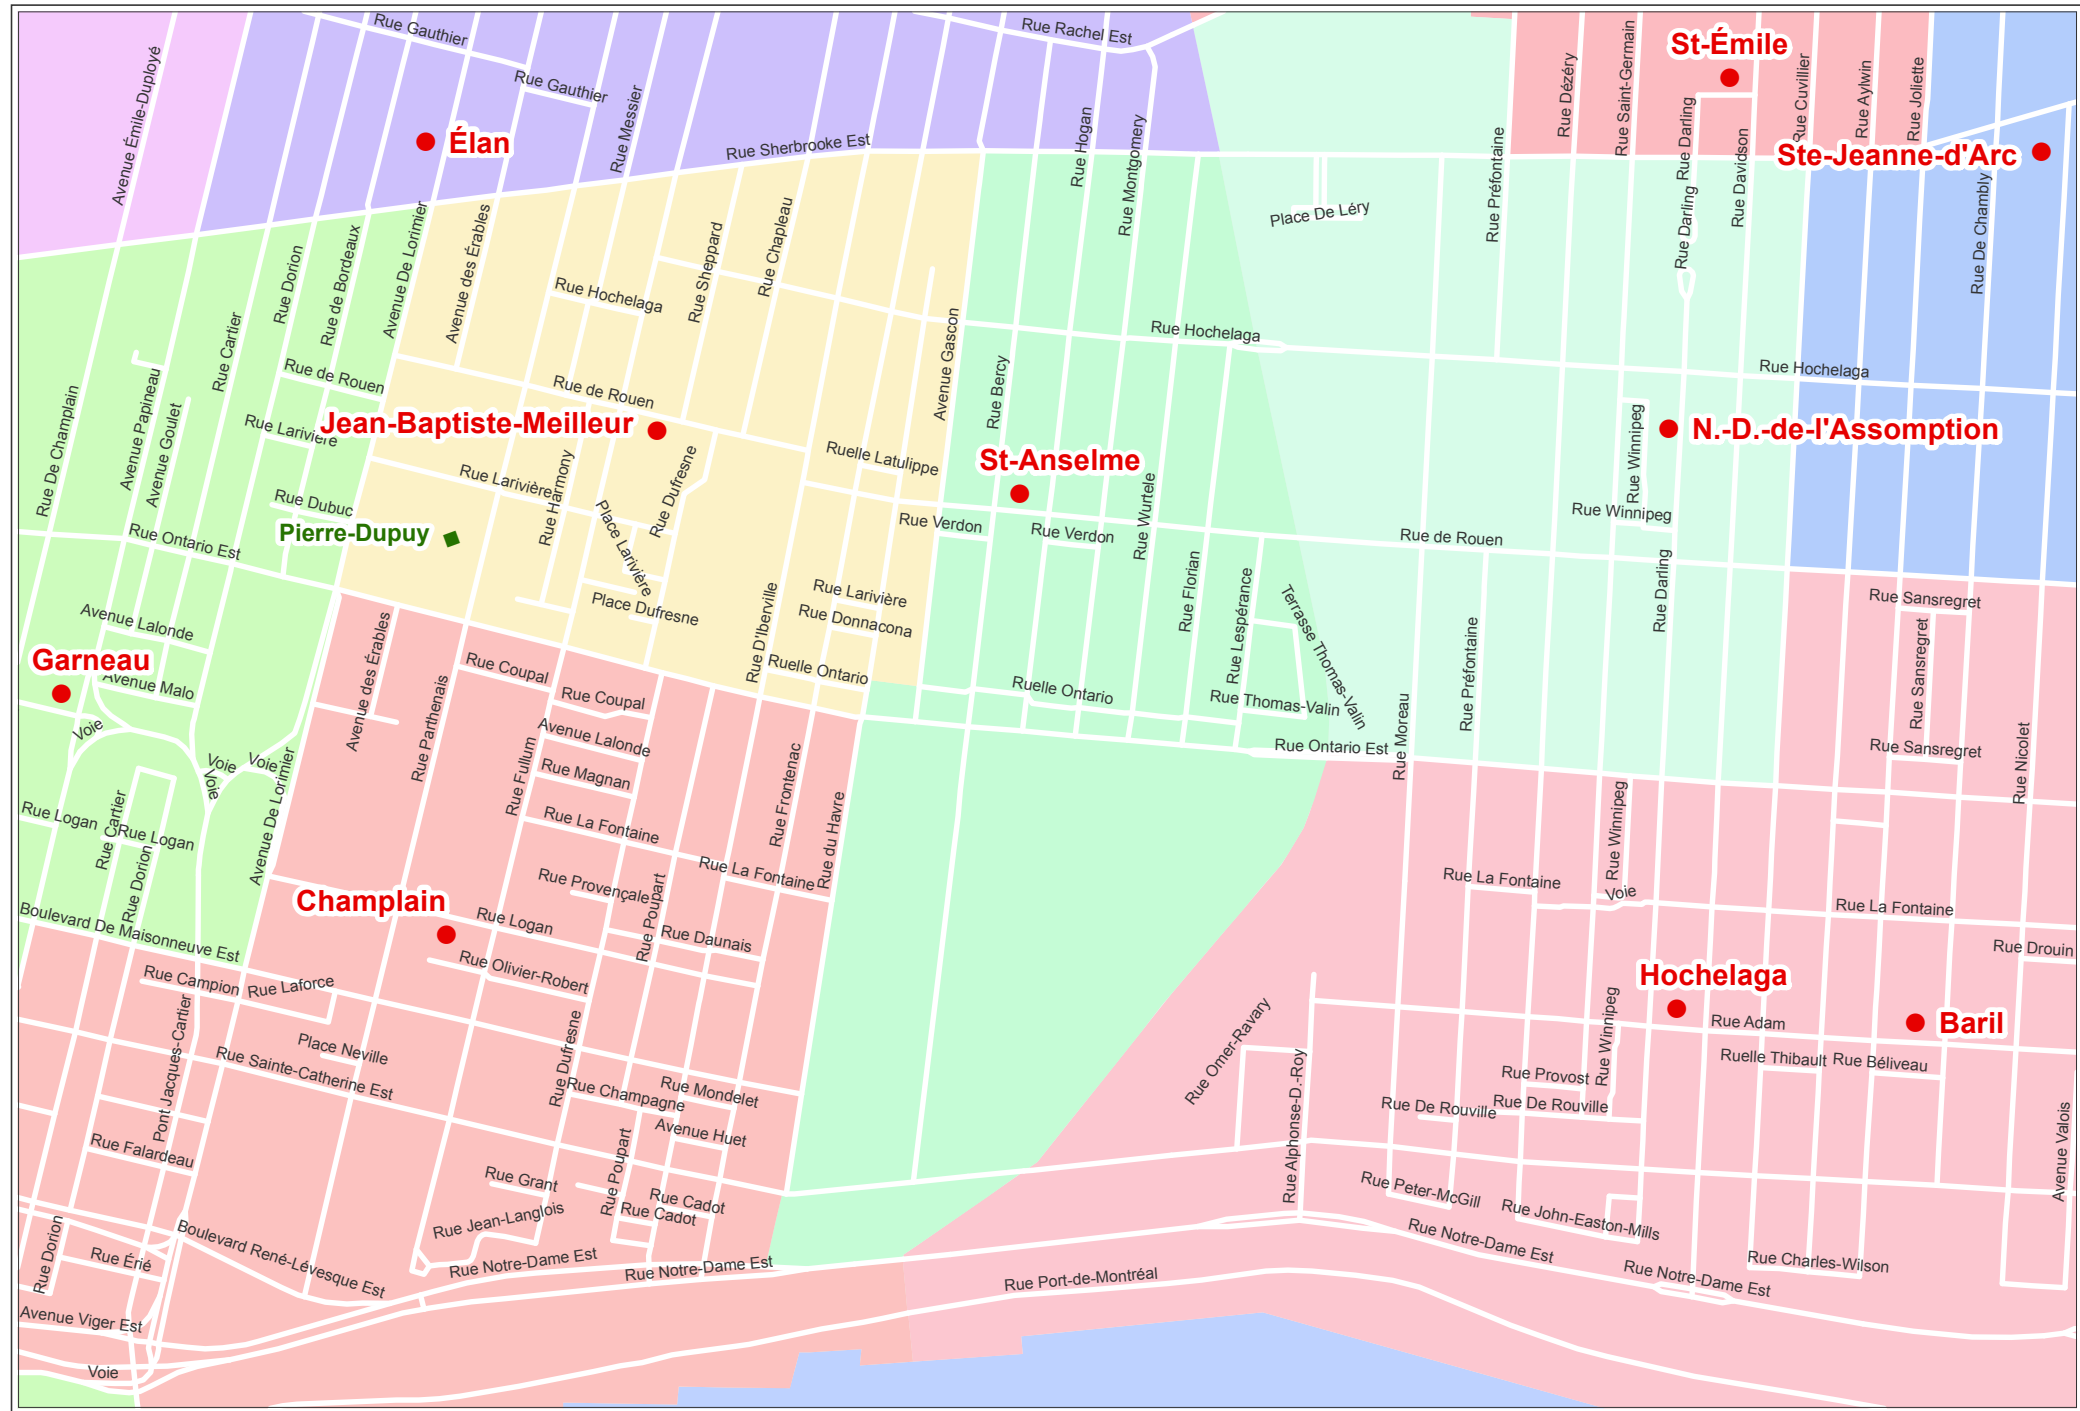 Rue Gauthier
Rue Rachel Est
St-Émile
Avenue Émile-Duployé
Rue Gauthier
Rue Messier
Rue Hogan
Rue Montgomery
Rue Dézéry
Rue Saint-Germain
Rue Darling
Rue Davidson
Rue Cuvillier
Rue Aylwin
Rue Joliette
Élan
Rue Sherbrooke Est
Ste-Jeanne-d'Arc
Rue Préfontaine
Place De Léry
Rue Darling
Rue De Chambly
Rue Dorion
Rue de Bordeaux
Avenue De Lorimier
Avenue des Érables
Rue Sheppard
Rue Chapleau
Rue Hochelaga
Rue Cartier
Avenue Gascon
Rue Hochelaga
Rue Hochelaga
Rue de Rouen
Rue de Rouen
Rue Bercy
Rue De Champlain
Avenue Papineau
Avenue Goulet
Rue Larivière
Jean-Baptiste-Meilleur
N.-D.-de-l'Assomption
Rue Winnipeg
Ruelle Latulippe
St-Anselme
Rue Larivière
Rue Harmony
Rue Dufresne
Rue Wurtele
Rue Dubuc
Place Larivière
Rue Winnipeg
Rue Verdon
Rue Verdon
Rue de Rouen
Pierre-Dupuy
Rue Ontario Est
Rue Florian
Rue Lespérance
Terrasse Thomas-Valin
Rue Darling
Rue Larivière
Rue Sansregret
Avenue Lalonde
Place Dufresne
Rue Donnacona
Rue D'Iberville
Garneau
Avenue des Érables
Rue Parthenais
Rue Coupal
Ruelle Ontario
Rue Préfontaine
Rue Sansregret
Avenue Malo
Rue Coupal
Ruelle Ontario
Rue Thomas-Valin
Rue Moreau
Voie
Avenue Lalonde
Rue Ontario Est
Rue Sansregret
Rue Nicolet
Voie
Voie
Voie
Avenue De Lorimier
Rue Fullum
Rue Magnan
Rue Frontenac
Rue du Havre
Rue Logan
Rue Cartier
Rue Logan
Rue Dorion
Rue La Fontaine
Rue La Fontaine
Rue Winnipeg
Rue La Fontaine
Voie
Rue La Fontaine
Champlain
Rue Provençale
Rue Poupart
Boulevard De Maisonneuve Est
Rue Logan
Rue Daunais
Rue Drouin
Rue Olivier-Robert
Hochelaga
Rue Campion
Rue Laforce
Pont Jacques-Cartier
Rue Omer-Ravary
Rue Winnipeg
Rue Adam
Baril
Place Neville
Rue Dufresne
Rue Sainte-Catherine Est
Ruelle Thibault
Rue Béliveau
Rue Provost
Rue Mondelet
Rue Champagne
Rue De Rouville
Rue De Rouville
Avenue Huet
Rue Falardeau
Rue Poupart
Rue Alphonse-D.-Roy
Avenue Valois
Rue Grant
Rue Cadot
Rue Cadot
Rue Peter-McGill
Rue John-Easton-Mills
Rue Jean-Langlois
Rue Dorion
Rue Érié
Boulevard René-Lévesque Est
Rue Notre-Dame Est
Rue Notre-Dame Est
Rue Notre-Dame Est
Rue Charles-Wilson
Rue Port-de-Montréal
Rue Notre-Dame Est
Avenue Viger Est
Voie